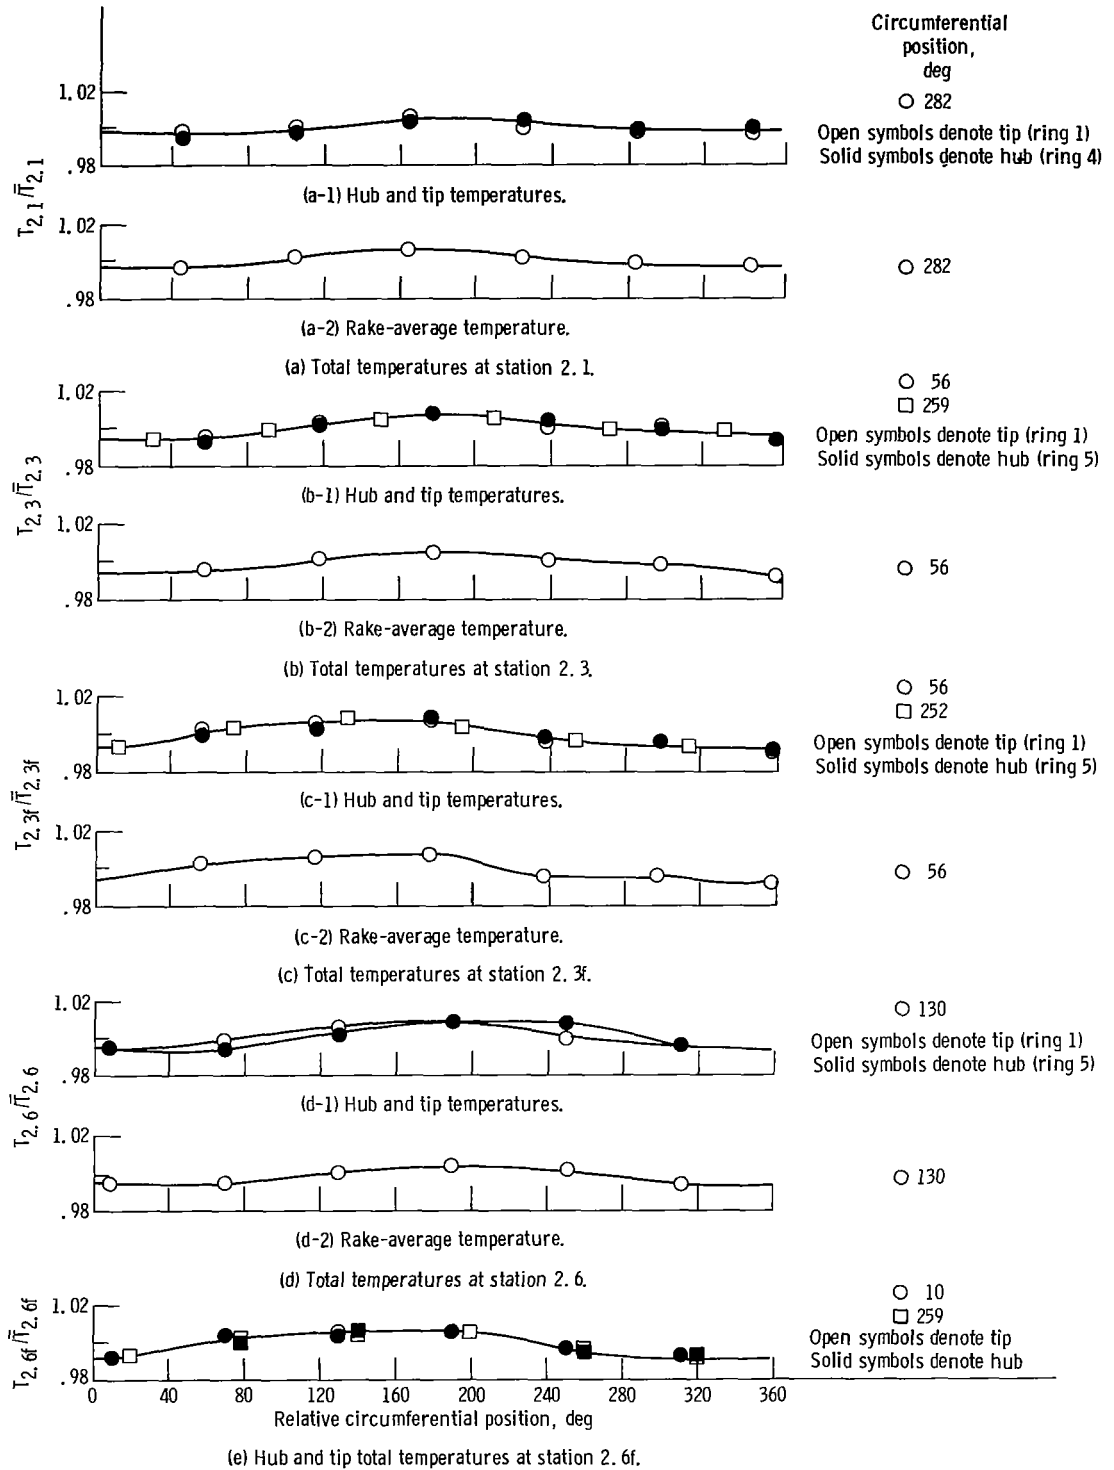 Circumferential
position,
deg
1.02
○ 282
Open symbols denote tip (ring 1)
Solid symbols denote hub (ring 4)
.98
(a-1) Hub and tip temperatures.
T2.1/T̿2.1
1.02
○ 282
.98
(a-2) Rake-average temperature.
(a) Total temperatures at station 2.1.
1.02
○ 56
□ 259
Open symbols denote tip (ring 1)
Solid symbols denote hub (ring 5)
.98
(b-1) Hub and tip temperatures.
T2.3/T̿2.3
1.02
○ 56
.98
(b-2) Rake-average temperature.
(b) Total temperatures at station 2.3.
1.02
○ 56
□ 252
Open symbols denote tip (ring 1)
Solid symbols denote hub (ring 5)
.98
(c-1) Hub and tip temperatures.
T2.3f/T̿2.3f
1.02
○ 56
.98
(c-2) Rake-average temperature.
(c) Total temperatures at station 2.3f.
1.02
○ 130
Open symbols denote tip (ring 1)
Solid symbols denote hub (ring 5)
.98
(d-1) Hub and tip temperatures.
T2.6/T̿2.6
1.02
○ 130
.98
(d-2) Rake-average temperature.
(d) Total temperatures at station 2.6.
T2.6f/T̿2.6f
1.02
○ 10
□ 259
Open symbols denote tip
Solid symbols denote hub
.98
0 40 80 120 160 200 240 280 320 360
Relative circumferential position, deg
(e) Hub and tip total temperatures at station 2.6f.